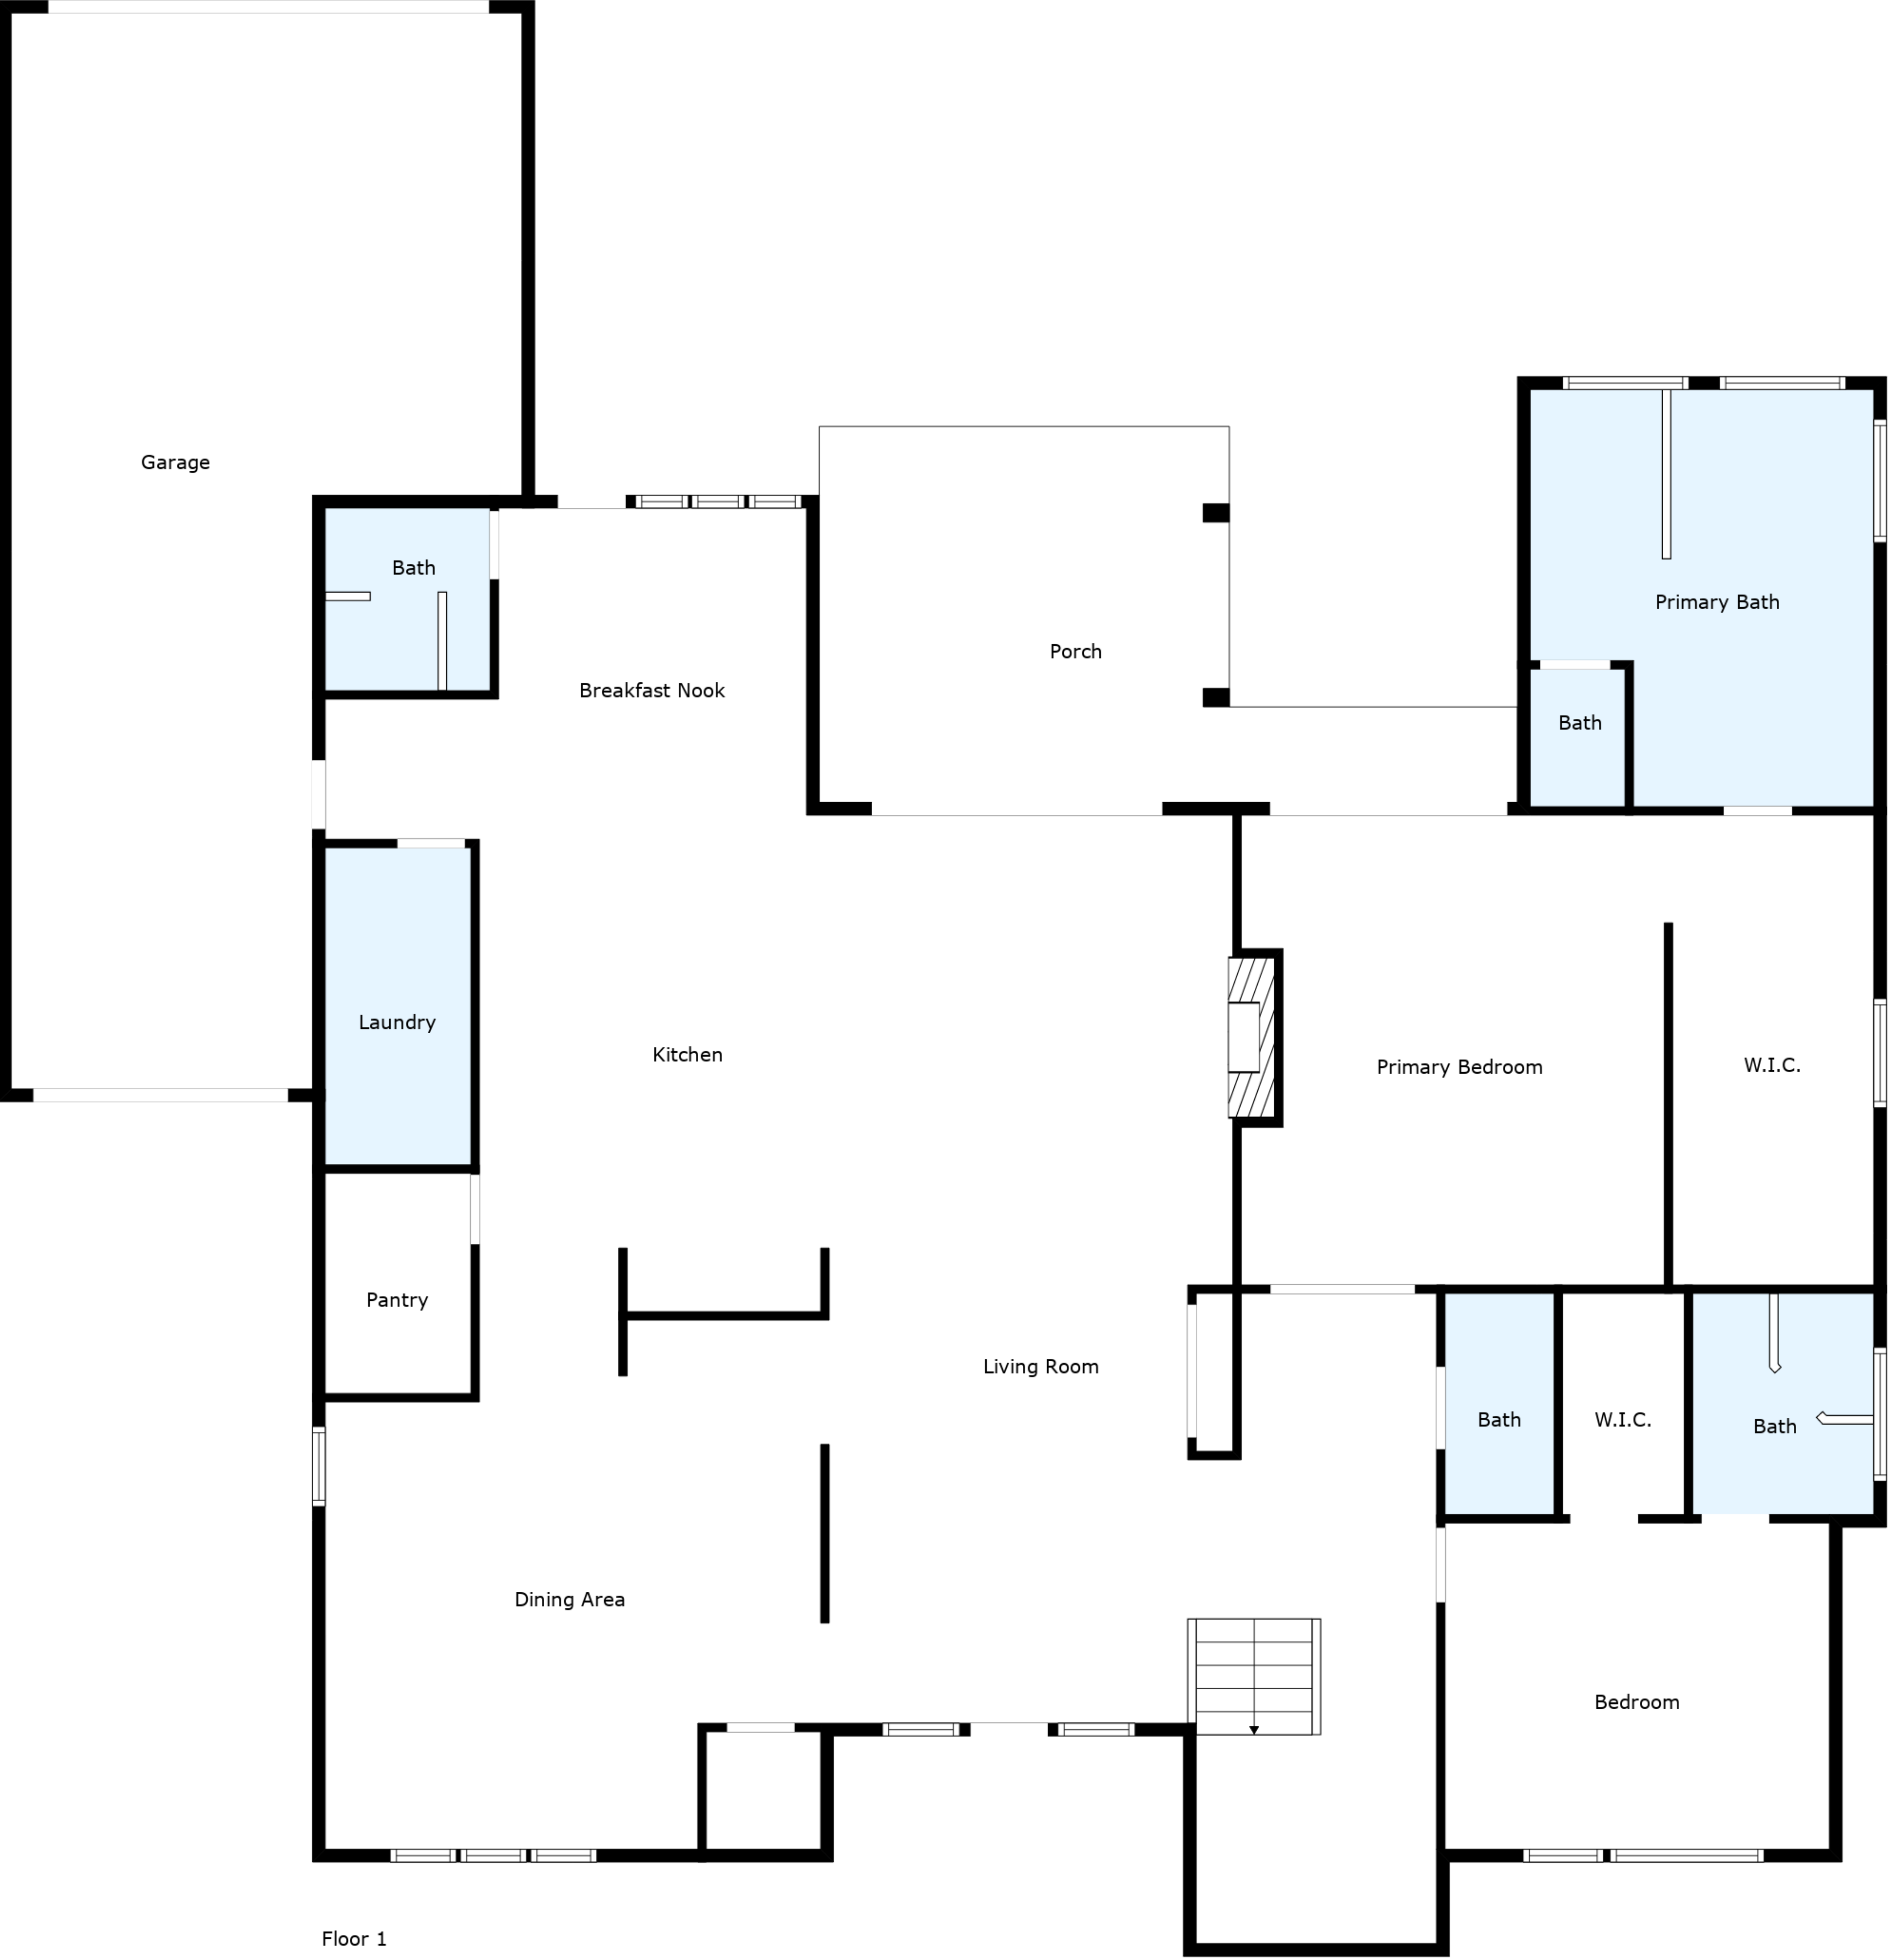 Garage
Bath
Primary Bath
Porch
Breakfast Nook
Bath
Laundry
Kitchen
Primary Bedroom
W.I.C.
Pantry
Living Room
Bath
W.I.C.
Bath
Dining Area
Bedroom
Floor 1